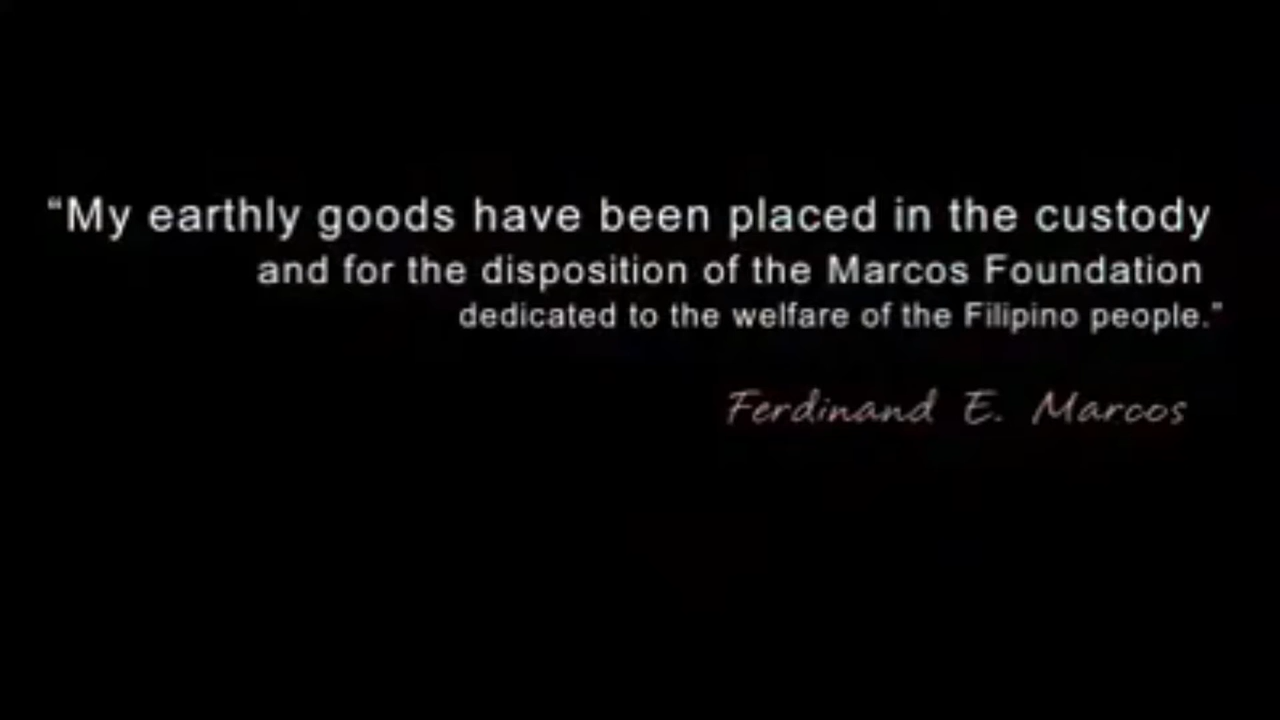 “My earthly goods have been placed in the custody
and for the disposition of the Marcos Foundation
dedicated to the welfare of the Filipino people.”
Ferdinand E. Marcos